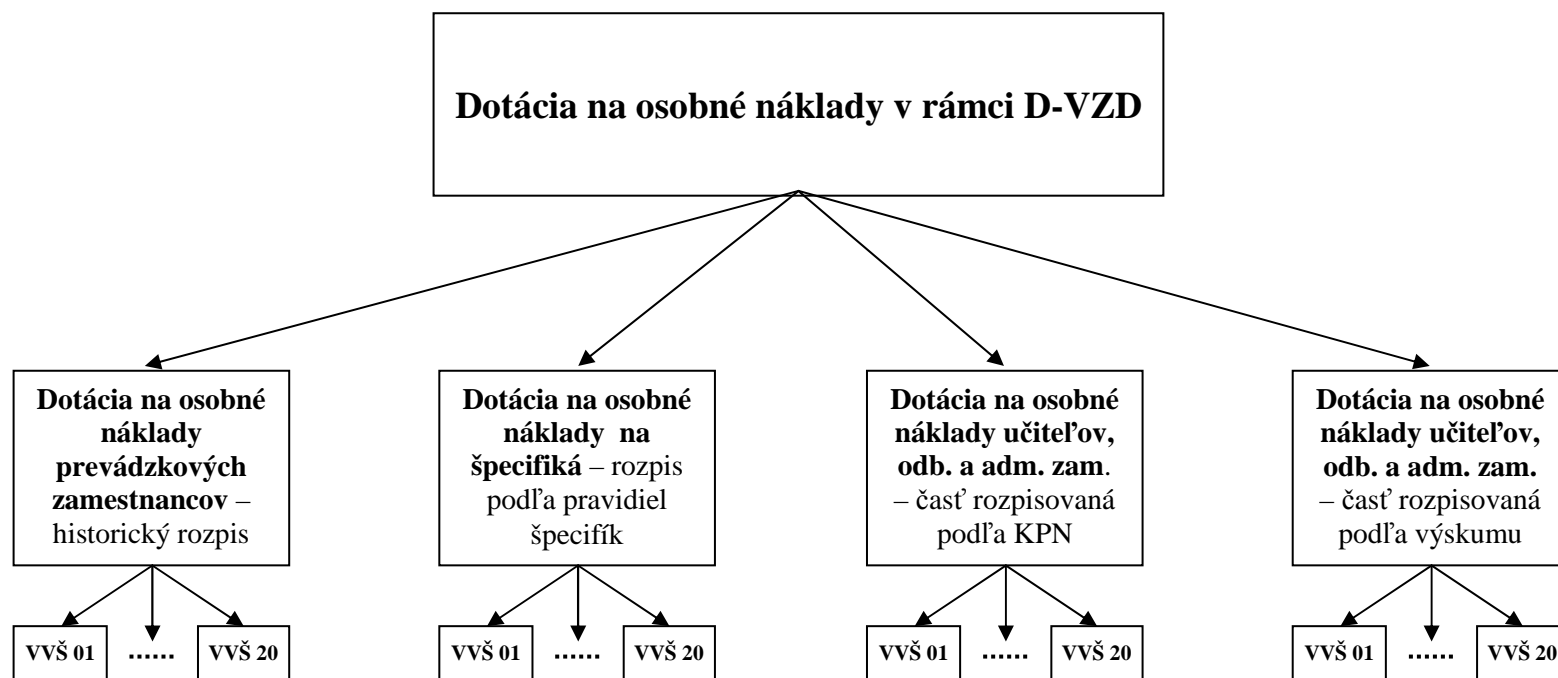 Dotácia na osobné náklady v rámci D-VZD
Dotácia na osobné
náklady
prevádzkových
zamestnancov –
historický rozpis
Dotácia na osobné
náklady na
špecifiká – rozpis
podľa pravidiel
špecifík
Dotácia na osobné
náklady učiteľov,
odb. a adm. zam.
– časť rozpisovaná
podľa KPN
Dotácia na osobné
náklady učiteľov,
odb. a adm. zam.
– časť rozpisovaná
podľa výskumu
VVŠ 01 ...... VVŠ 20
VVŠ 01 ...... VVŠ 20
VVŠ 01 ...... VVŠ 20
VVŠ 01 ...... VVŠ 20